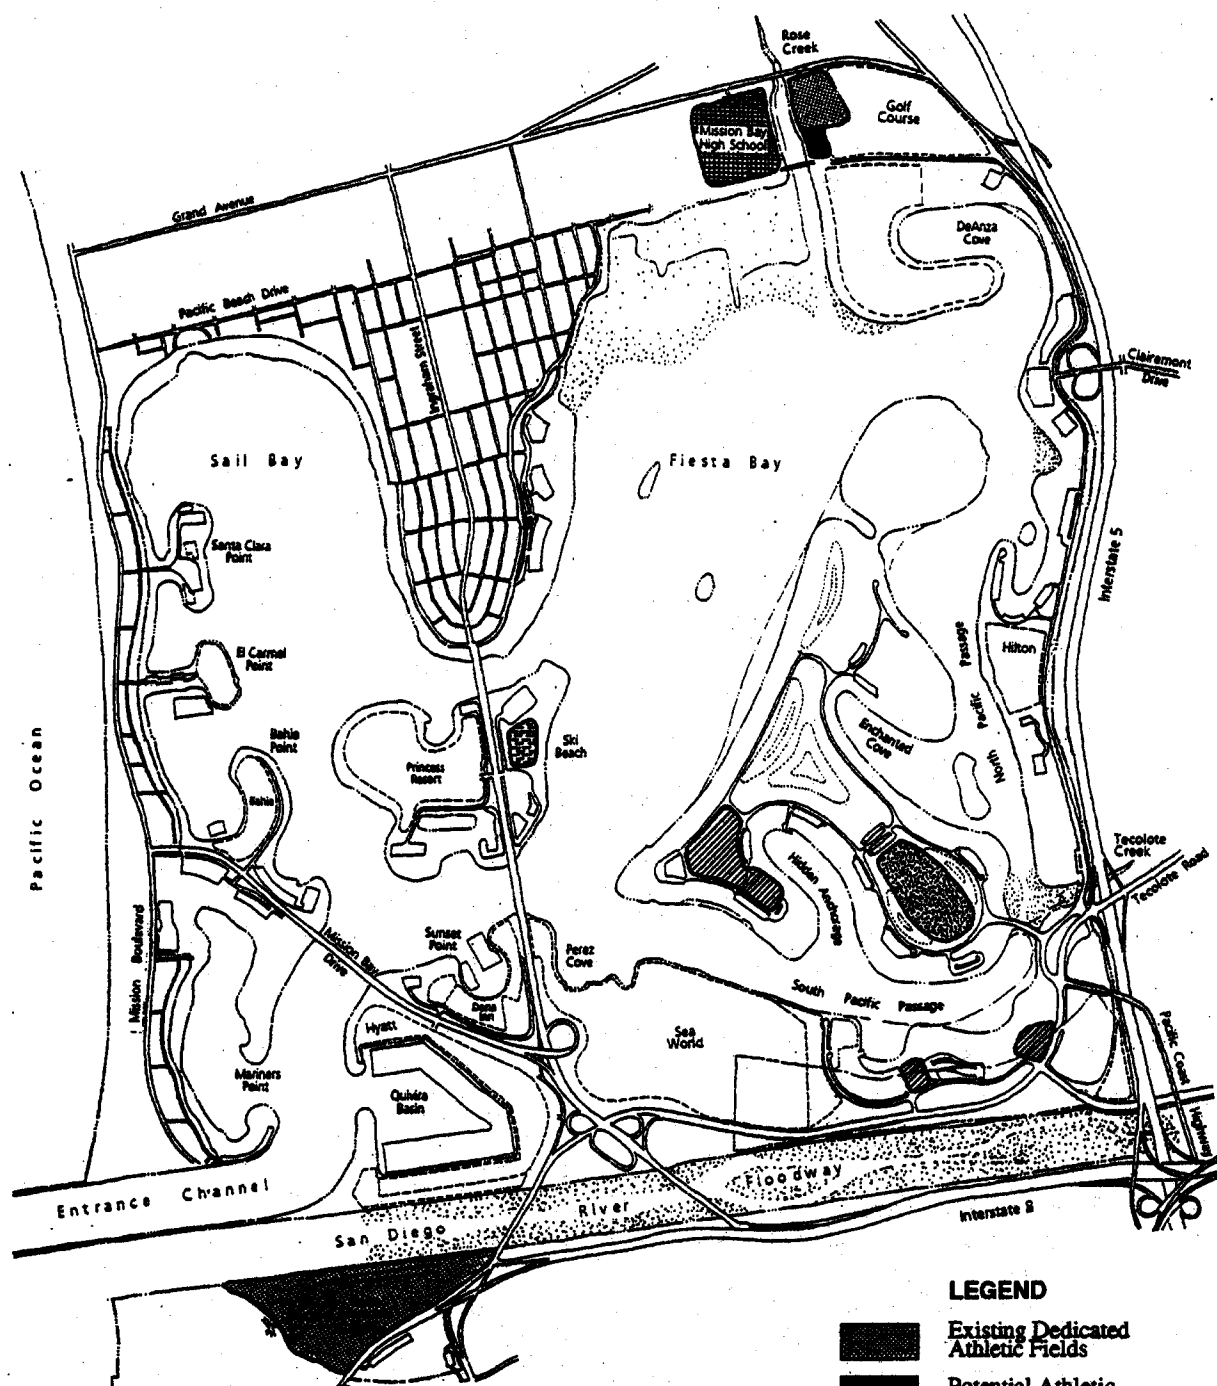 Rose
Creek
Golf
Course
Mission Bay
High School
Grand Avenue
DeAnza
Cove
Pacific Beach Drive
Ingraham Street
Clairemont
Drive
Sail Bay
Fiesta Bay
Santa Clara
Point
Interstate 5
El Carmel
Point
Hilton
North Pacific Passage
Pacific Ocean
Bahia
Point
Ski
Beach
Enchanted
Cove
Princess
Resort
Bahia
Tecolote
Creek
Tecolote Road
Hidden Anchorage
Mission Boulevard
Mission Bay
Drive
Sunset
Point
Perez
Cove
Dana
Inn
South Pacific Passage
Hyatt
Sea
World
Pacific Coast Highway
Mariners
Point
Quivira
Basin
Entrance Channel
San Diego River Floodway
Interstate 8
LEGEND
Existing Dedicated
Athletic Fields
Potential Athletic